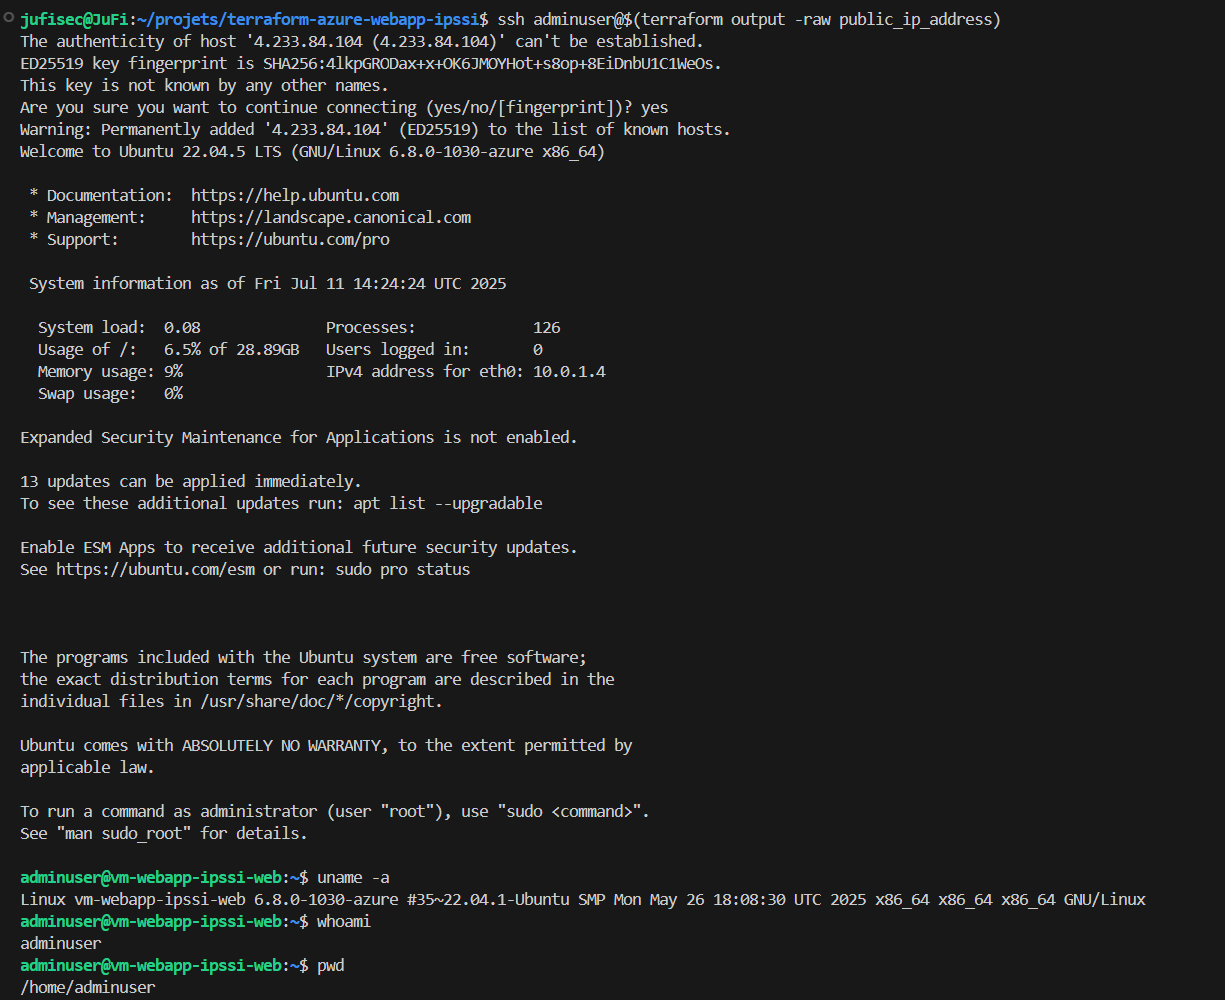 jufisec@JuFi:~/projets/terraform-azure-webapp-ipssi$ ssh adminuser@$(terraform output -raw public_ip_address)
The authenticity of host '4.233.84.104 (4.233.84.104)' can't be established.
ED25519 key fingerprint is SHA256:4lkpGRODax+x+OK6JMOYHot+s8op+8EiDnbU1C1WeOs.
This key is not known by any other names.
Are you sure you want to continue connecting (yes/no/[fingerprint])? yes
Warning: Permanently added '4.233.84.104' (ED25519) to the list of known hosts.
Welcome to Ubuntu 22.04.5 LTS (GNU/Linux 6.8.0-1030-azure x86_64)
* Documentation:  https://help.ubuntu.com
* Management:     https://landscape.canonical.com
* Support:        https://ubuntu.com/pro
System information as of Fri Jul 11 14:24:24 UTC 2025
System load:  0.08              Processes:             126
Usage of /:   6.5% of 28.89GB   Users logged in:       0
Memory usage: 9%                IPv4 address for eth0: 10.0.1.4
Swap usage:   0%
Expanded Security Maintenance for Applications is not enabled.
13 updates can be applied immediately.
To see these additional updates run: apt list --upgradable
Enable ESM Apps to receive additional future security updates.
See https://ubuntu.com/esm or run: sudo pro status
The programs included with the Ubuntu system are free software;
the exact distribution terms for each program are described in the
individual files in /usr/share/doc/*/copyright.
Ubuntu comes with ABSOLUTELY NO WARRANTY, to the extent permitted by
applicable law.
To run a command as administrator (user "root"), use "sudo <command>".
See "man sudo_root" for details.
adminuser@vm-webapp-ipssi-web:~$ uname -a
Linux vm-webapp-ipssi-web 6.8.0-1030-azure #35~22.04.1-Ubuntu SMP Mon May 26 18:08:30 UTC 2025 x86_64 x86_64 x86_64 GNU/Linux
adminuser@vm-webapp-ipssi-web:~$ whoami
adminuser
adminuser@vm-webapp-ipssi-web:~$ pwd
/home/adminuser